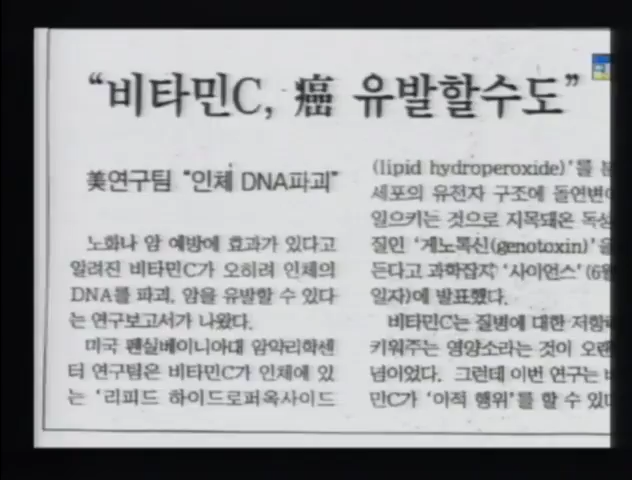 “비타민C, 癌 유발할수도”
美연구팀 “인체 DNA파괴”
노화나 암 예방에 효과가 있다고
알려진 비타민C가 오히려 인체의
DNA를 파괴, 암을 유발할 수 있다
는 연구보고서가 나왔다.
미국 펜실베이니아대 암약리학센
터 연구팀은 비타민C가 인체에 있
는 ‘리피드 하이드로퍼옥사이드
(lipid hydroperoxide)’를
세포의 유전자 구조에
일으키는 것으로 지목돼온
질인 ‘게노톡신(genotoxin)’을
든다고 과학잡지 ‘사이언스’(6월
일자)에 발표했다.
비타민C는 질병에 대한
키워주는 영양소라는 것이
념이었다. 그런데 이번 연구는
민C가 ‘이적 행위’를 할 수